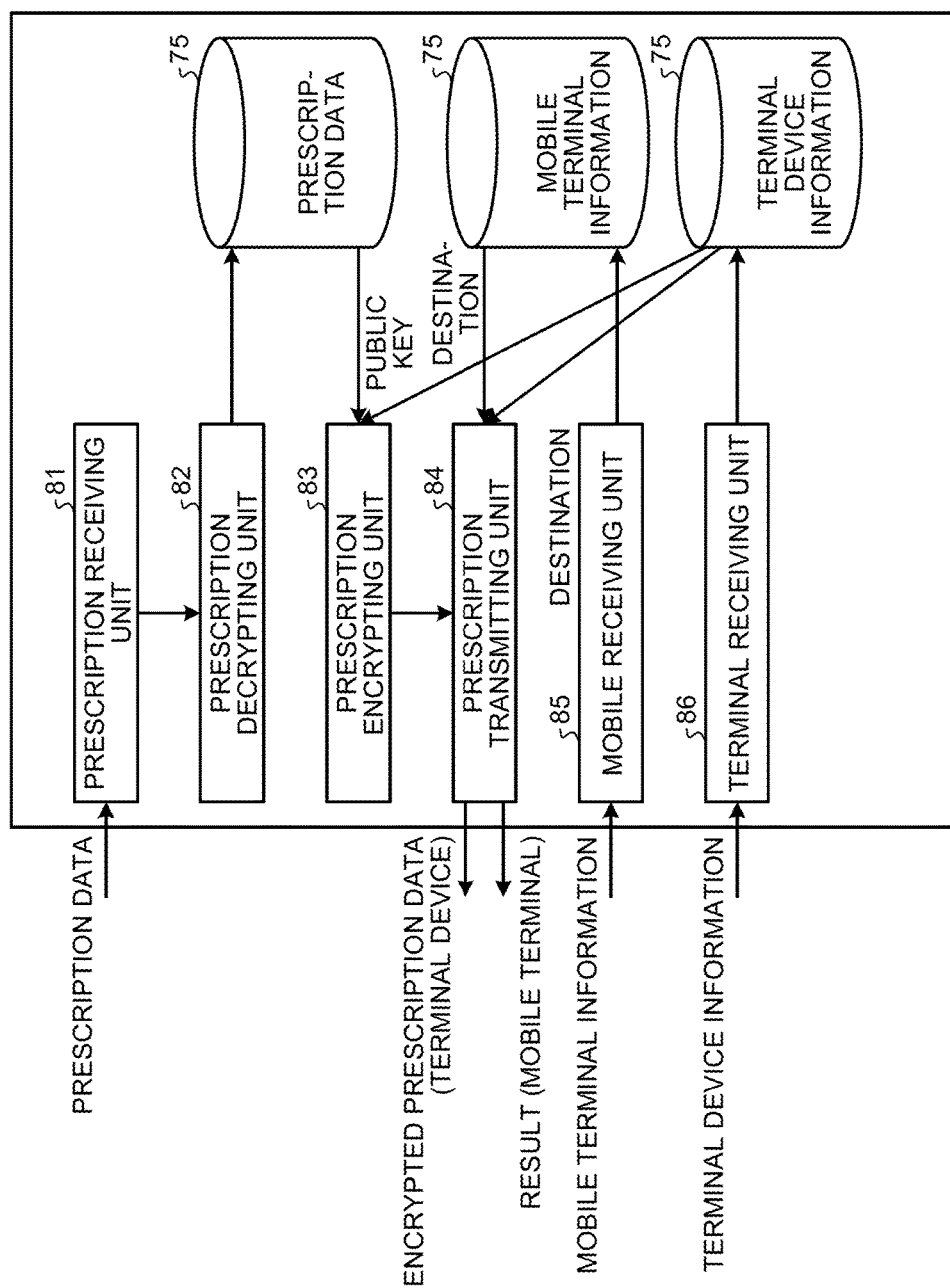 PRESCRIPTION DATA
81
PRESCRIPTION RECEIVING
UNIT
82
PRESCRIPTION
DECRYPTING UNIT
75
PRESCRIP-
TION DATA
PUBLIC
KEY
83
PRESCRIPTION
ENCRYPTING UNIT
ENCRYPTED PRESCRIPTION DATA
(TERMINAL DEVICE)
84
PRESCRIPTION
TRANSMITTING UNIT
DESTINA-
TION
75
MOBILE
TERMINAL
INFORMATION
RESULT (MOBILE TERMINAL)
DESTINATION
MOBILE TERMINAL INFORMATION
85
MOBILE RECEIVING UNIT
75
TERMINAL
DEVICE
INFORMATION
TERMINAL DEVICE INFORMATION
86
TERMINAL RECEIVING UNIT